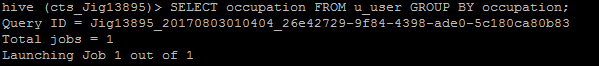 hive (cts_Jig13895)> SELECT occupation FROM u_user GROUP BY occupation;
Query ID = Jig13895_20170803010404_26e42729-9f84-4398-ade0-5c180ca80b83
Total jobs = 1
Launching Job 1 out of 1